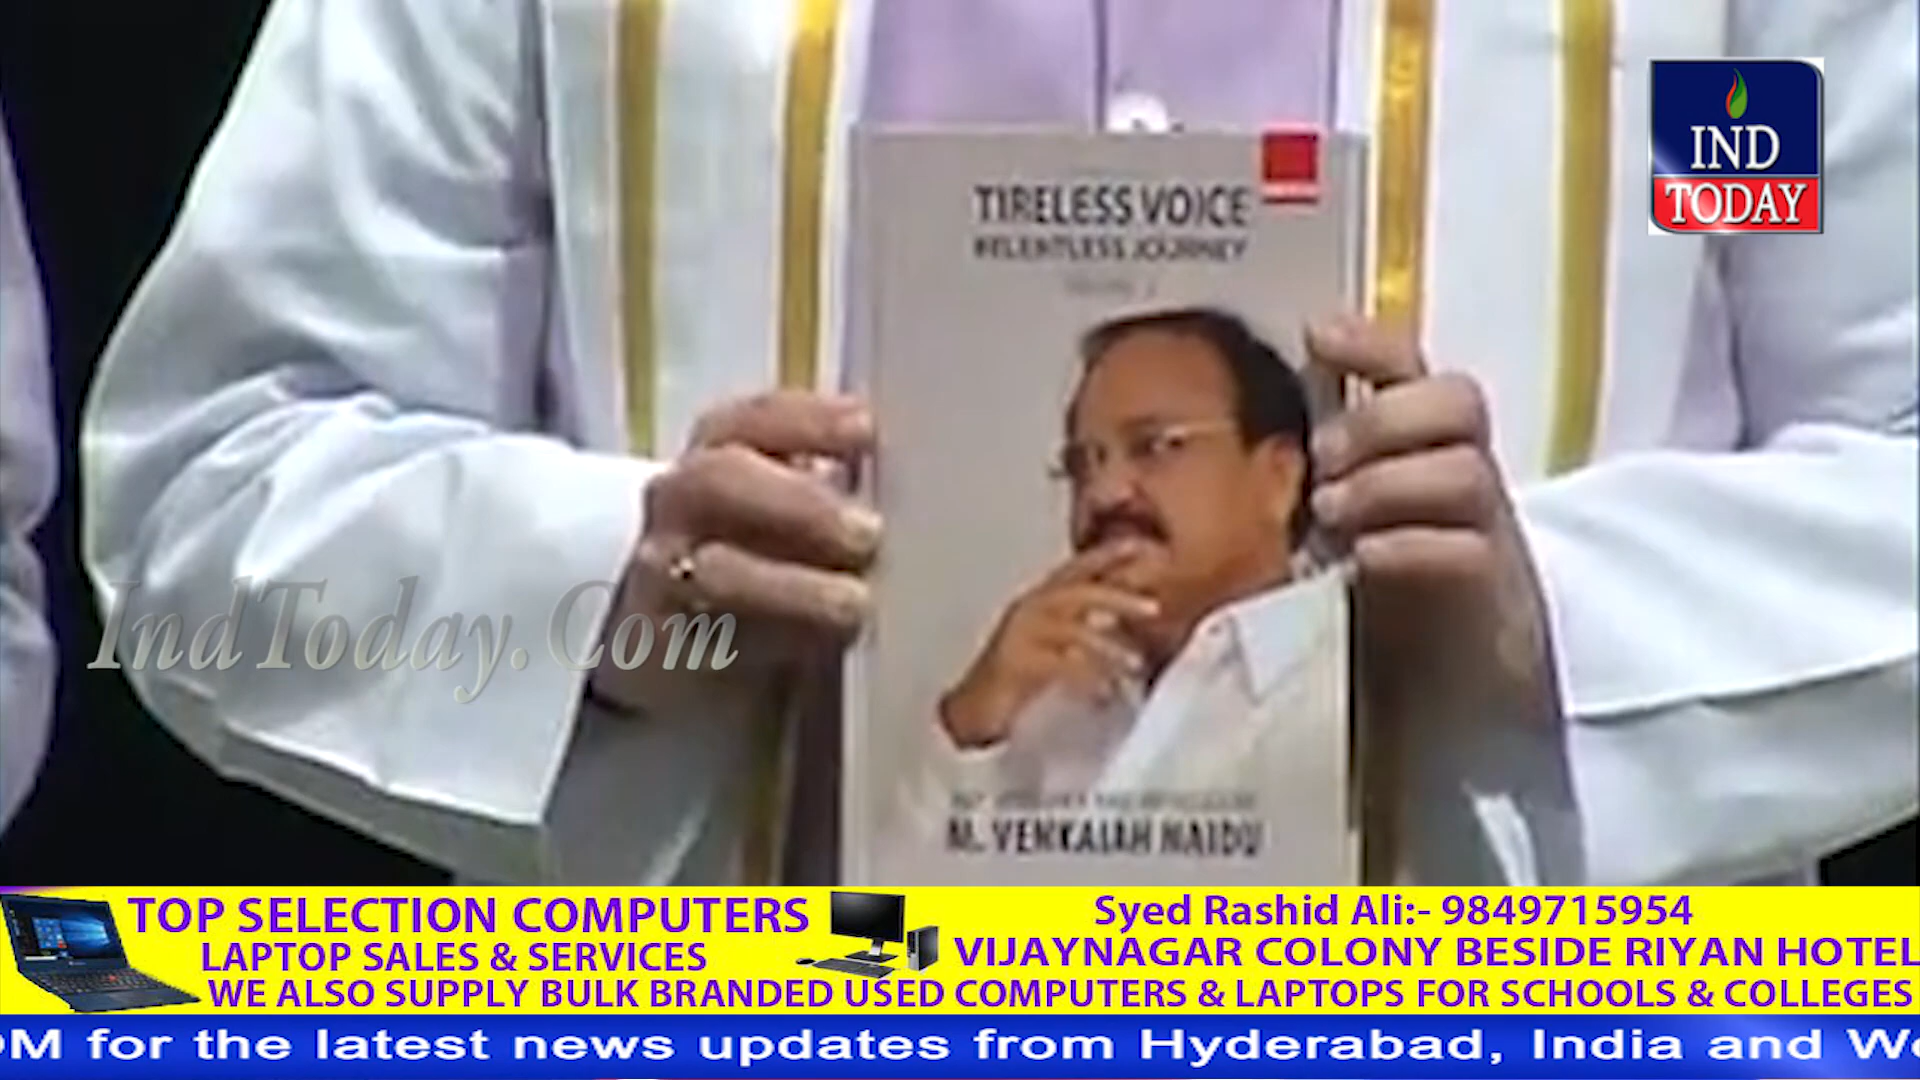 TIRELESS VOICE
RELENTLESS JOURNEY
M. VENKAIAH NAIDU
IND
TODAY
IndToday.Com
TOP SELECTION COMPUTERS
LAPTOP SALES & SERVICES
Syed Rashid Ali:- 9849715954
VIJAYNAGAR COLONY BESIDE RIYAN HOTEL
WE ALSO SUPPLY BULK BRANDED USED COMPUTERS & LAPTOPS FOR SCHOOLS & COLLEGES
OM for the latest news updates from Hyderabad, India and Wo